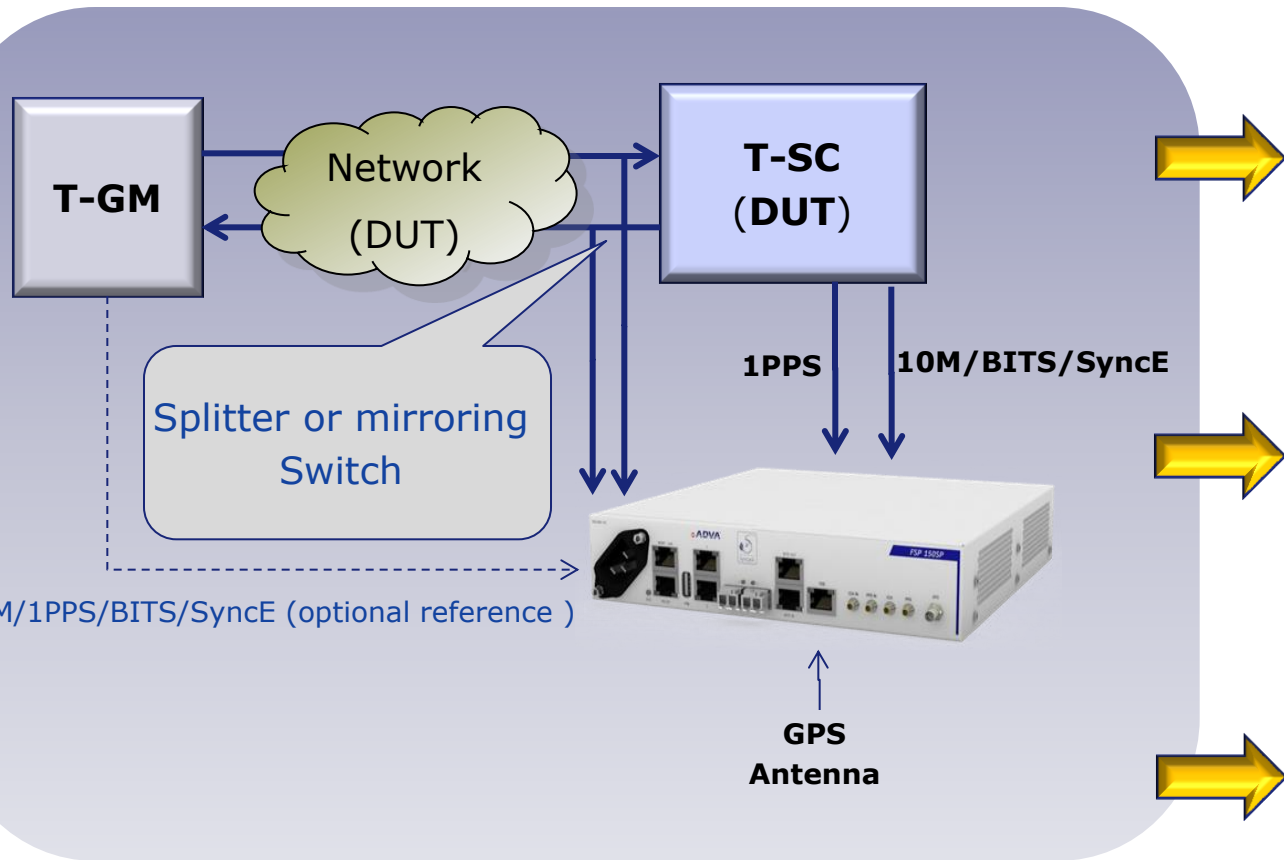 T-GM
Network
(DUT)
T-SC
(DUT)
Splitter or mirroring
Switch
1PPS
10M/BITS/SyncE
ADVA
FSP 150SP
M/1PPS/BITS/SyncE (optional reference )
GPS
Antenna